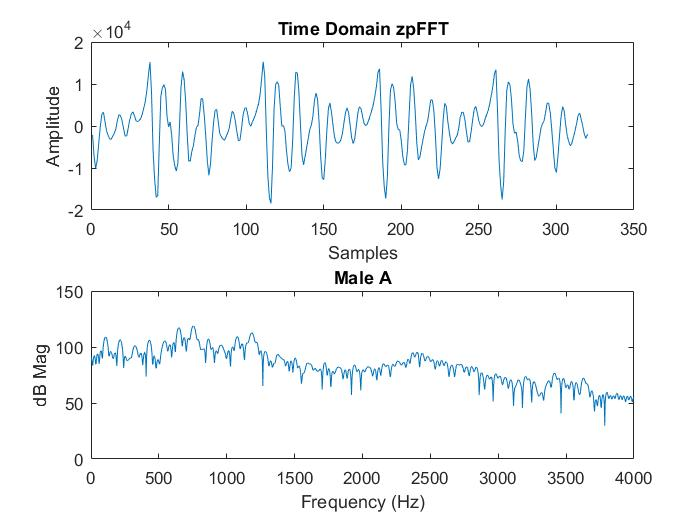 Time Domain zpFFT
×10⁴
2
1
0
-1
-2
Amplitude
0 50 100 150 200 250 300 350
Samples
Male A
150
100
50
0
dB Mag
0 500 1000 1500 2000 2500 3000 3500 4000
Frequency (Hz)